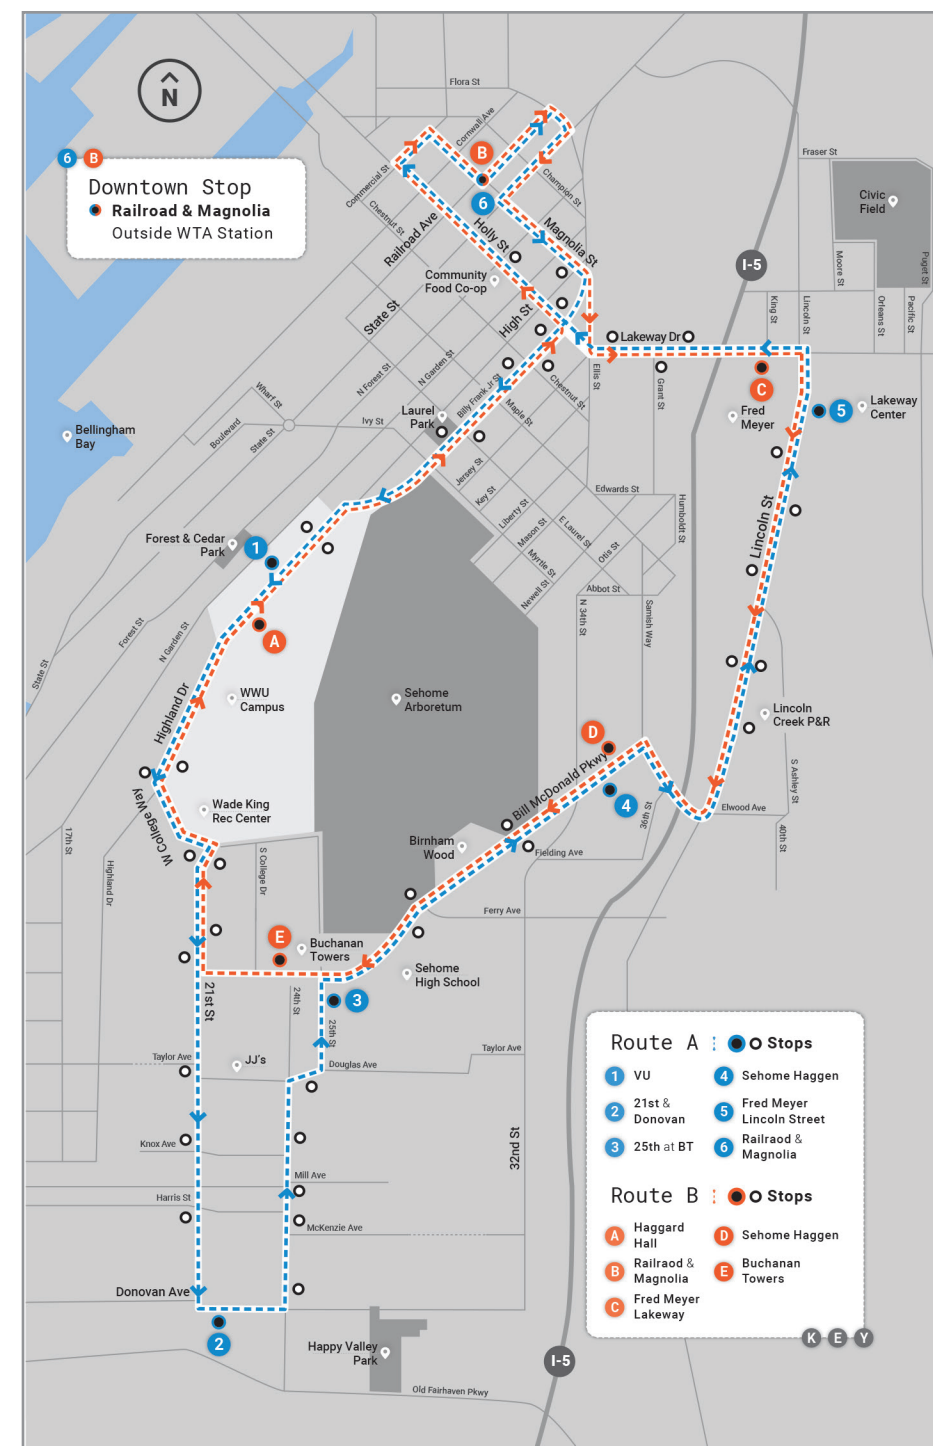 N
6 B
Downtown Stop
Railroad & Magnolia
Outside WTA Station
Flora St
Cornwall Ave
B
6
Commercial St
Chestnut St
Champion St
Railroad Ave
Holly St
Magnolia St
Community
Food Co-op
State St
High St
Fraser St
Civic
Field
I-5
Moore St
Puget St
King St
Lincoln St
Orleans St
Pacific St
Lakeway Dr
N Forest St
N Garden St
Billy Frank Jr St
Maple St
Chestnut St
Ellis St
Grant St
C
Fred
Meyer
5
Lakeway
Center
Wharf St
Boulevard
State St
Ivy St
Laurel
Park
Bellingham
Bay
Jersey St
Key St
Liberty St
Mason St
Myrtle St
Newell St
E Laurel St
Otis St
Edwards St
Humboldt St
Abbot St
Lincoln St
Forest & Cedar
Park
1
A
N 34th St
Samish Way
State St
Forest St
N Garden St
Highland Dr
WWU
Campus
Sehome
Arboretum
Lincoln
Creek P&R
S Ashley St
D
Bill McDonald Pkwy
4
36th St
Elwood Ave
40th St
W College Way
Wade King
Rec Center
17th St
Highland Dr
S College Dr
Birnham
Wood
Fielding Ave
Ferry Ave
E
Buchanan
Towers
Sehome
High School
3
21st St
24th St
25th St
Taylor Ave
JJ's
Douglas Ave
Taylor Ave
Knox Ave
32nd St
Mill Ave
Harris St
McKenzie Ave
Donovan Ave
2
Happy Valley
Park
I-5
Old Fairhaven Pkwy
Route A Stops
1 VU
2 21st &
Donovan
3 25th at BT
4 Sehome Haggen
5 Fred Meyer
Lincoln Street
6 Railraod &
Magnolia
Route B Stops
A Haggard
Hall
B Railraod &
Magnolia
C Fred Meyer
Lakeway
D Sehome Haggen
E Buchanan
Towers
K E Y